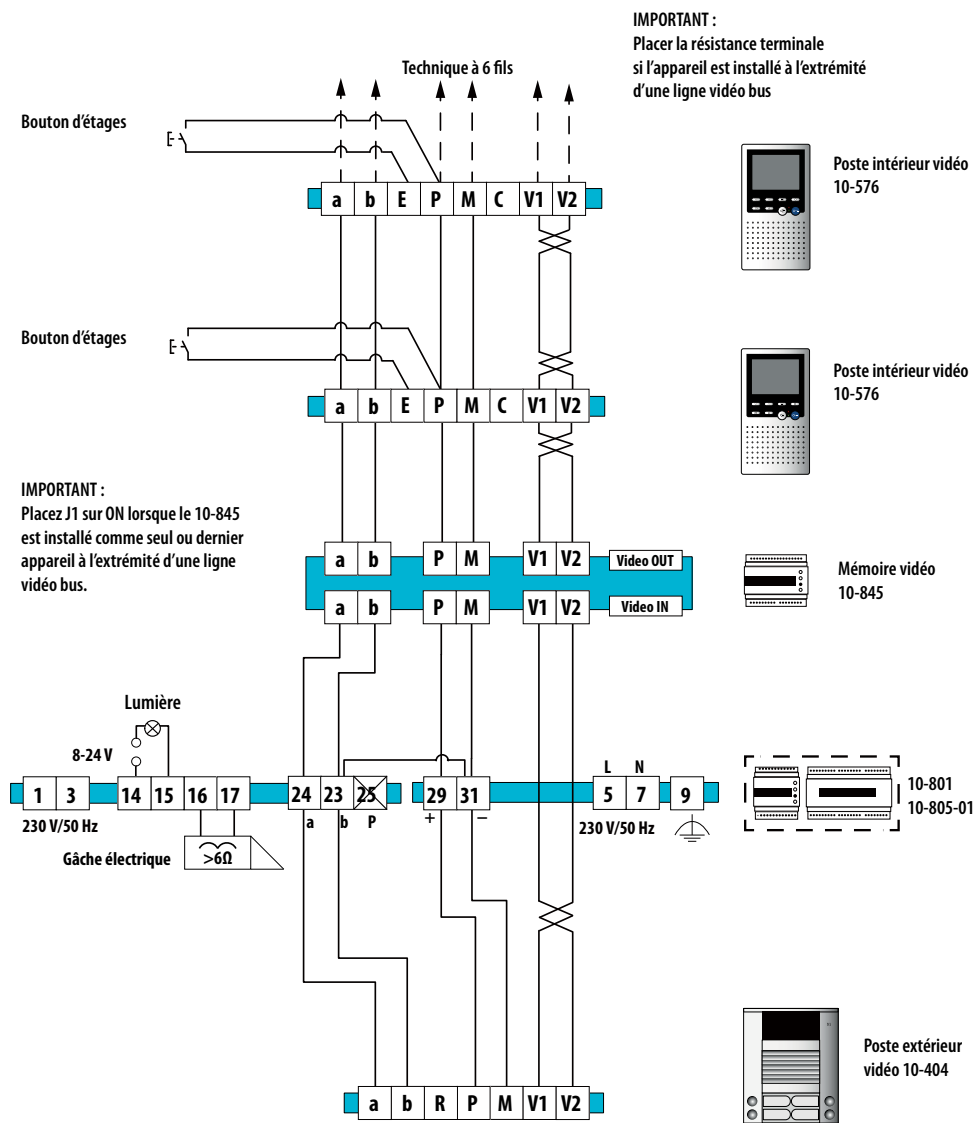 IMPORTANT :
Placer la résistance terminale
si l'appareil est installé à l'extrémité
d'une ligne vidéo bus
Technique à 6 fils
Bouton d'étages
a b E P M C V1 V2
Poste intérieur vidéo
10-576
Bouton d'étages
a b E P M C V1 V2
Poste intérieur vidéo
10-576
IMPORTANT :
Placez J1 sur ON lorsque le 10-845
est installé comme seul ou dernier
appareil à l'extrémité d'une ligne
vidéo bus.
a b P M V1 V2 Video OUT
a b P M V1 V2 Video IN
Mémoire vidéo
10-845
Lumière
8-24 V
L N
1 3 14 15 16 17 24 23 25 29 31 5 7 9
a b P + −
230 V/50 Hz
230 V/50 Hz
Gâche électrique
>6Ω
10-801
10-805-01
Poste extérieur
vidéo 10-404
a b R P M V1 V2